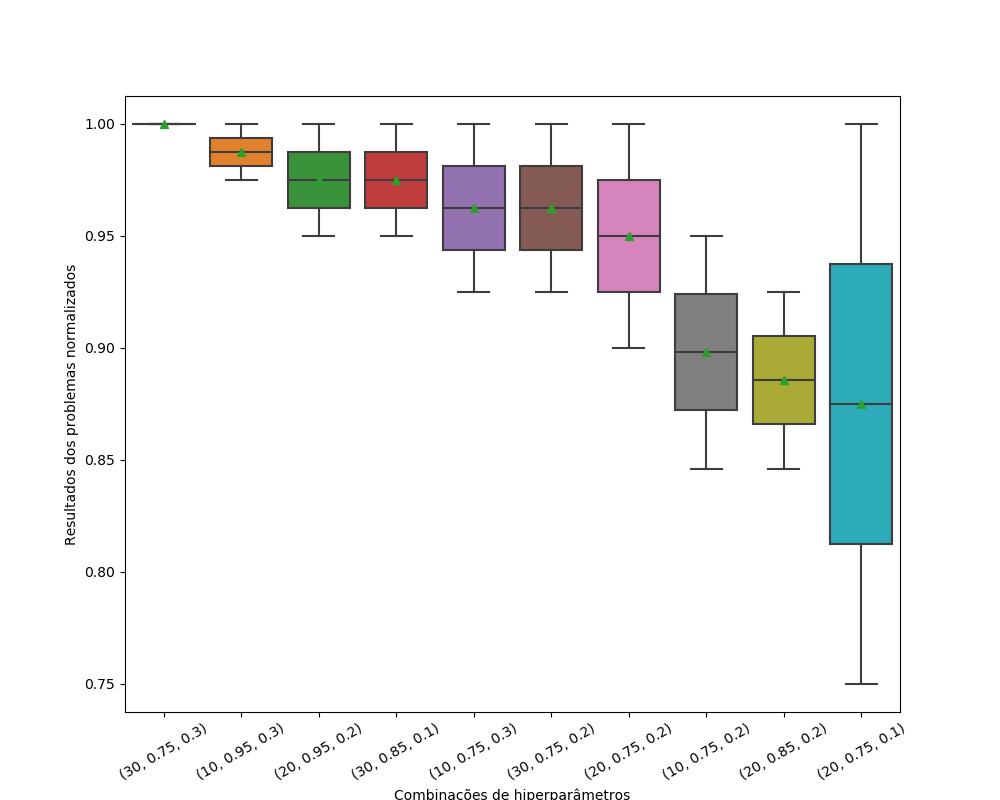 1.00
0.95
0.90
0.85
0.80
0.75
Resultados dos problemas normalizados
(30, 0.75, 0.3)
(10, 0.95, 0.3)
(20, 0.95, 0.2)
(30, 0.85, 0.1)
(10, 0.75, 0.3)
(30, 0.75, 0.2)
(20, 0.75, 0.2)
(10, 0.75, 0.2)
(20, 0.85, 0.2)
(20, 0.75, 0.1)
Combinações de hiperparâmetros